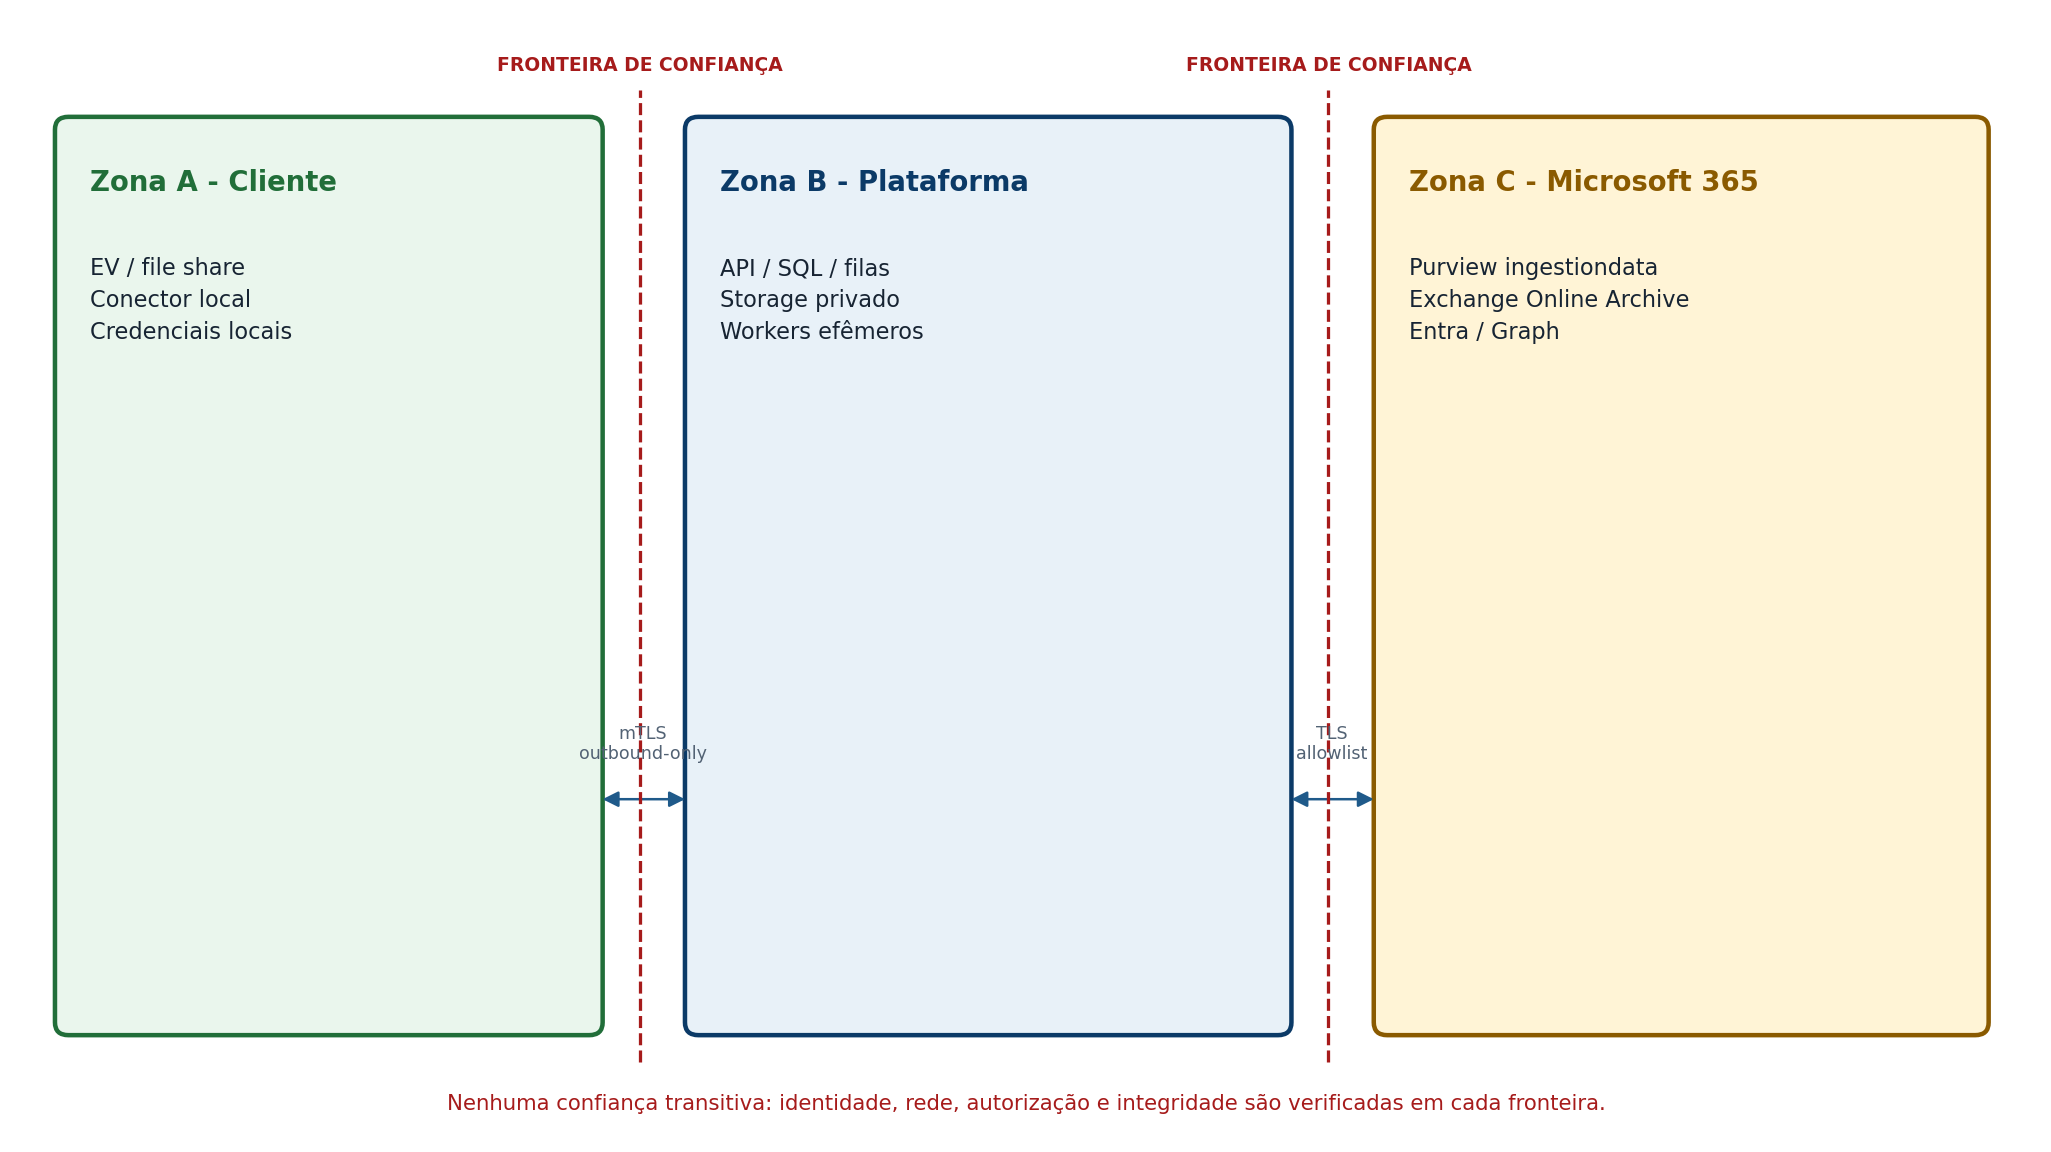 FRONTEIRA DE CONFIANÇA
FRONTEIRA DE CONFIANÇA
Zona A - Cliente
EV / file share
Conector local
Credenciais locais
Zona B - Plataforma
API / SQL / filas
Storage privado
Workers efêmeros
Zona C - Microsoft 365
Purview ingestiondata
Exchange Online Archive
Entra / Graph
mTLS
outbound-only
TLS
allowlist
Nenhuma confiança transitiva: identidade, rede, autorização e integridade são verificadas em cada fronteira.